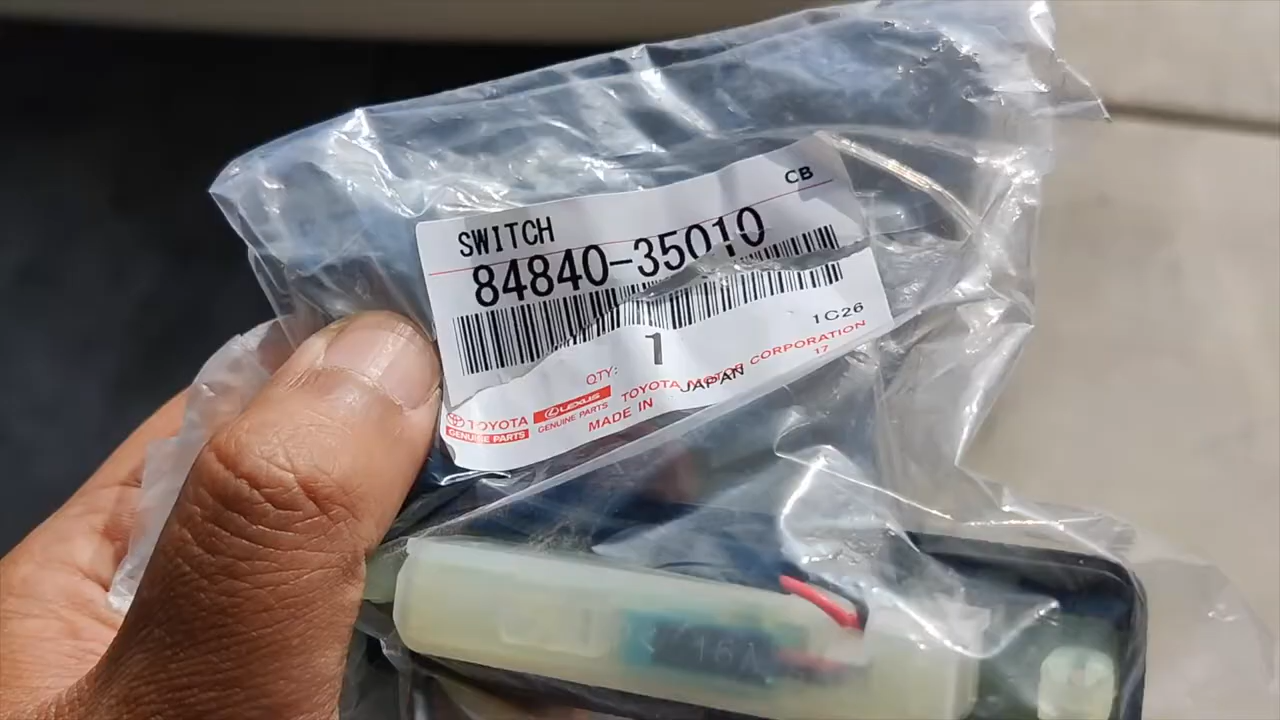 CB
SWITCH
84840-35010
1
1C26
QTY:
TOYOTA
GENUINE PARTS
LEXUS
GENUINE PARTS
TOYOTA MOTOR CORPORATION
MADE IN JAPAN
17
16A